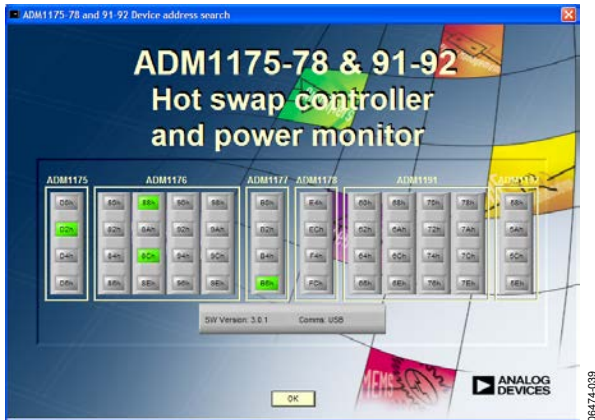 ADM1175-78 and 91-92 Device address search
ADM1175-78 & 91-92
Hot swap controller
and power monitor
ADM1175 ADM1176 ADM1177 ADM1178 ADM1191 ADM1192
D0h 80h 88h 90h 98h B0h E4h 60h 68h 70h 78h 58h
D2h 82h 8Ah 92h 9Ah B2h ECh 62h 6Ah 72h 7Ah 5Ah
D4h 84h 8Ch 94h 9Ch B4h F4h 64h 6Ch 74h 7Ch 5Ch
D6h 86h 8Eh 96h 9Eh B6h FCh 66h 6Eh 76h 7Eh 5Eh
SW Version: 3.0.1 Comms: USB
MEMS
ANALOG
DEVICES
OK
06474-039